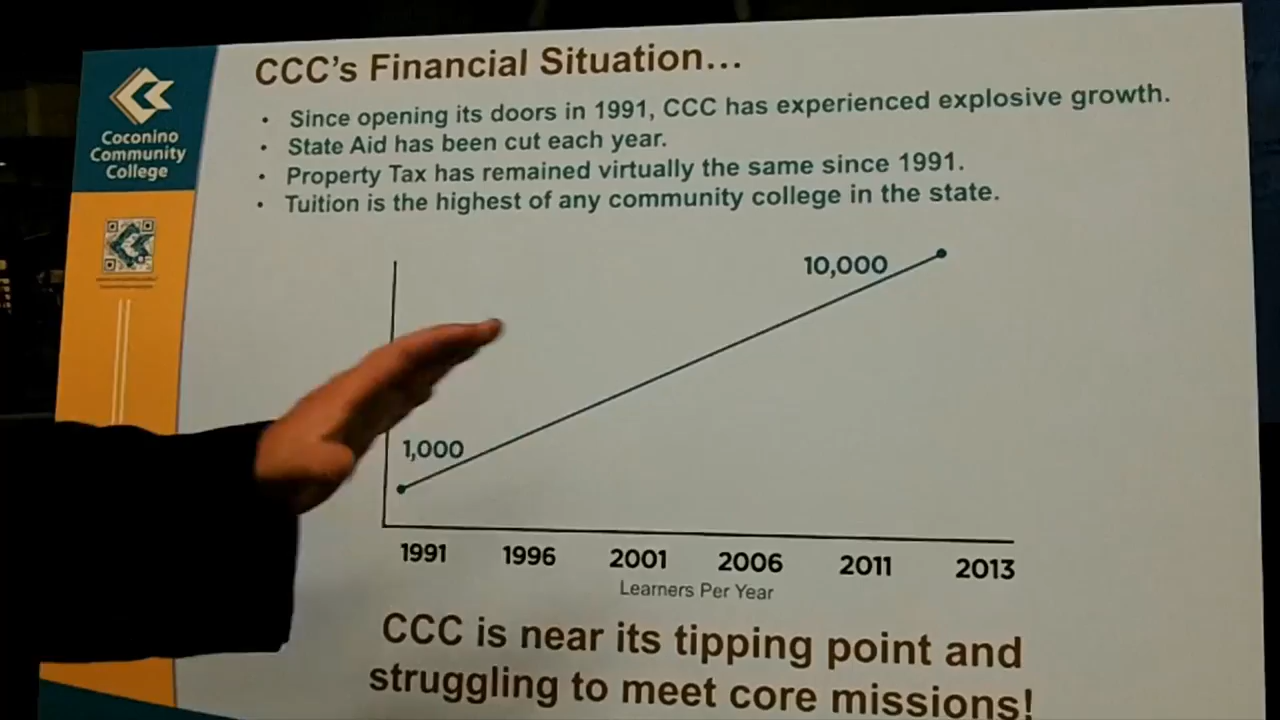 CCC's Financial Situation...
• Since opening its doors in 1991, CCC has experienced explosive growth.
• State Aid has been cut each year.
• Property Tax has remained virtually the same since 1991.
• Tuition is the highest of any community college in the state.
Coconino
Community
College
10,000
1,000
1991 1996 2001 2006 2011 2013
Learners Per Year
CCC is near its tipping point and
struggling to meet core missions!